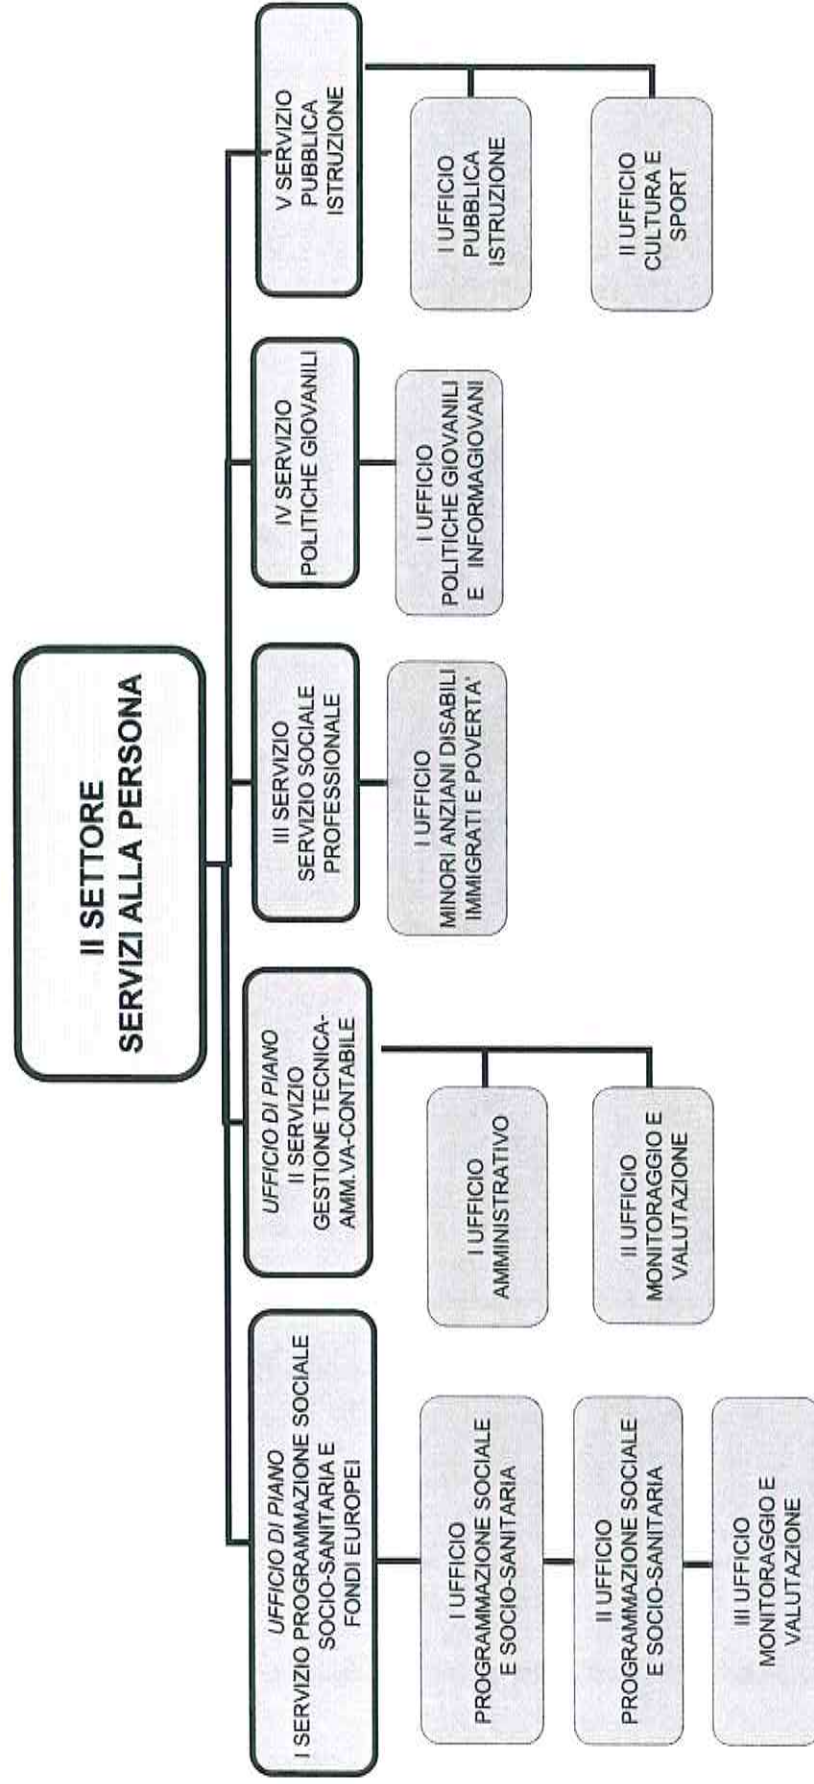 II SETTORE
SERVIZI ALLA PERSONA
UFFICIO DI PIANO
I SERVIZIO PROGRAMMAZIONE SOCIALE
SOCIO-SANITARIA E
FONDI EUROPEI
I UFFICIO
PROGRAMMAZIONE SOCIALE
E SOCIO-SANITARIA
II UFFICIO
PROGRAMMAZIONE SOCIALE
E SOCIO-SANITARIA
III UFFICIO
MONITORAGGIO E
VALUTAZIONE
UFFICIO DI PIANO
II SERVIZIO
GESTIONE TECNICA-
AMM.VA-CONTABILE
I UFFICIO
AMMINISTRATIVO
II UFFICIO
MONITORAGGIO E
VALUTAZIONE
III SERVIZIO
SERVIZIO SOCIALE
PROFESSIONALE
I UFFICIO
MINORI ANZIANI DISABILI
IMMIGRATI E POVERTA'
IV SERVIZIO
POLITICHE GIOVANILI
I UFFICIO
POLITICHE GIOVANILI
E INFORMAGIOVANI
V SERVIZIO
PUBBLICA
ISTRUZIONE
I UFFICIO
PUBBLICA
ISTRUZIONE
II UFFICIO
CULTURA E
SPORT